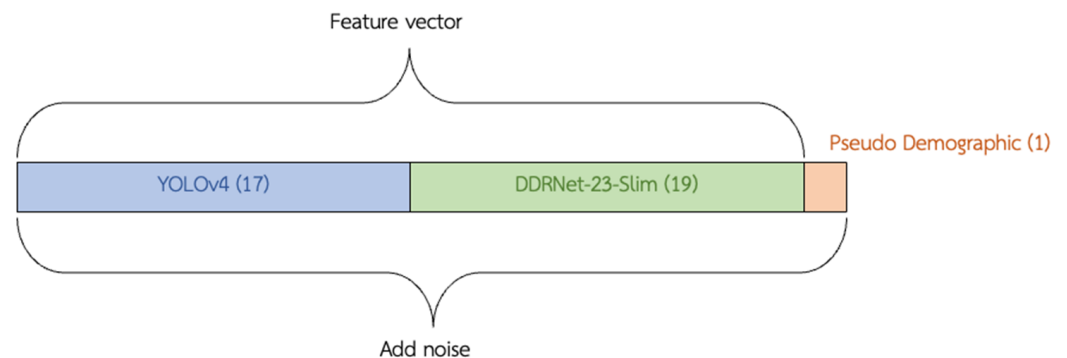 Feature vector
Pseudo Demographic (1)
YOLOv4 (17)
DDRNet-23-Slim (19)
Add noise